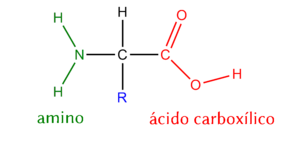 H H O
N C C
H R O H
amino ácido carboxílico